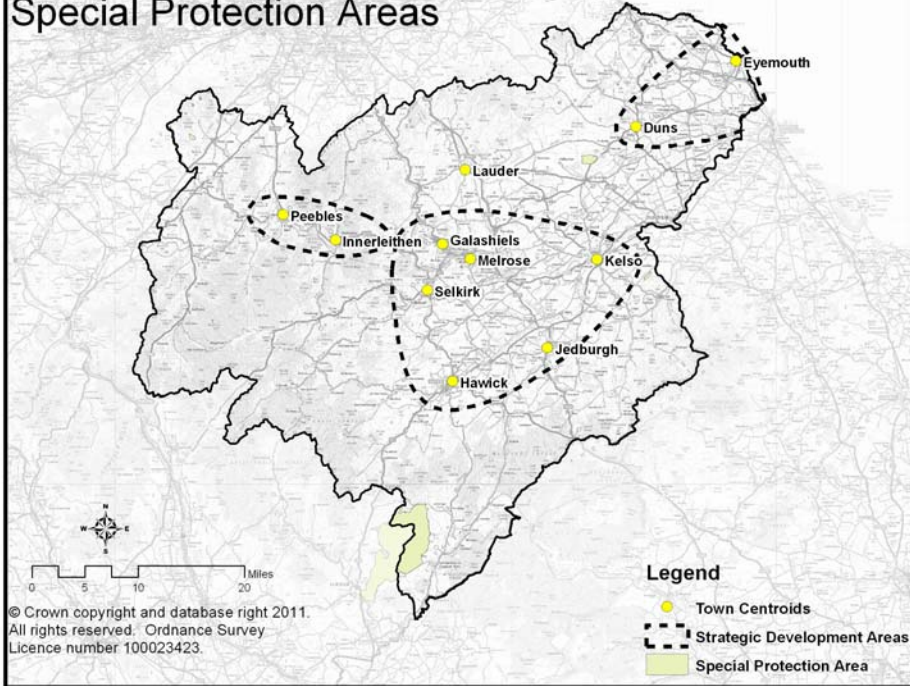 Special Protection Areas
Eyemouth
Duns
Lauder
Peebles
Innerleithen
Galashiels
Melrose
Kelso
Selkirk
Jedburgh
Hawick
N
W E
S
Miles
0 5 10 20
© Crown copyright and database right 2011.
All rights reserved. Ordnance Survey
Licence number 100023423.
Legend
Town Centroids
Strategic Development Areas
Special Protection Area